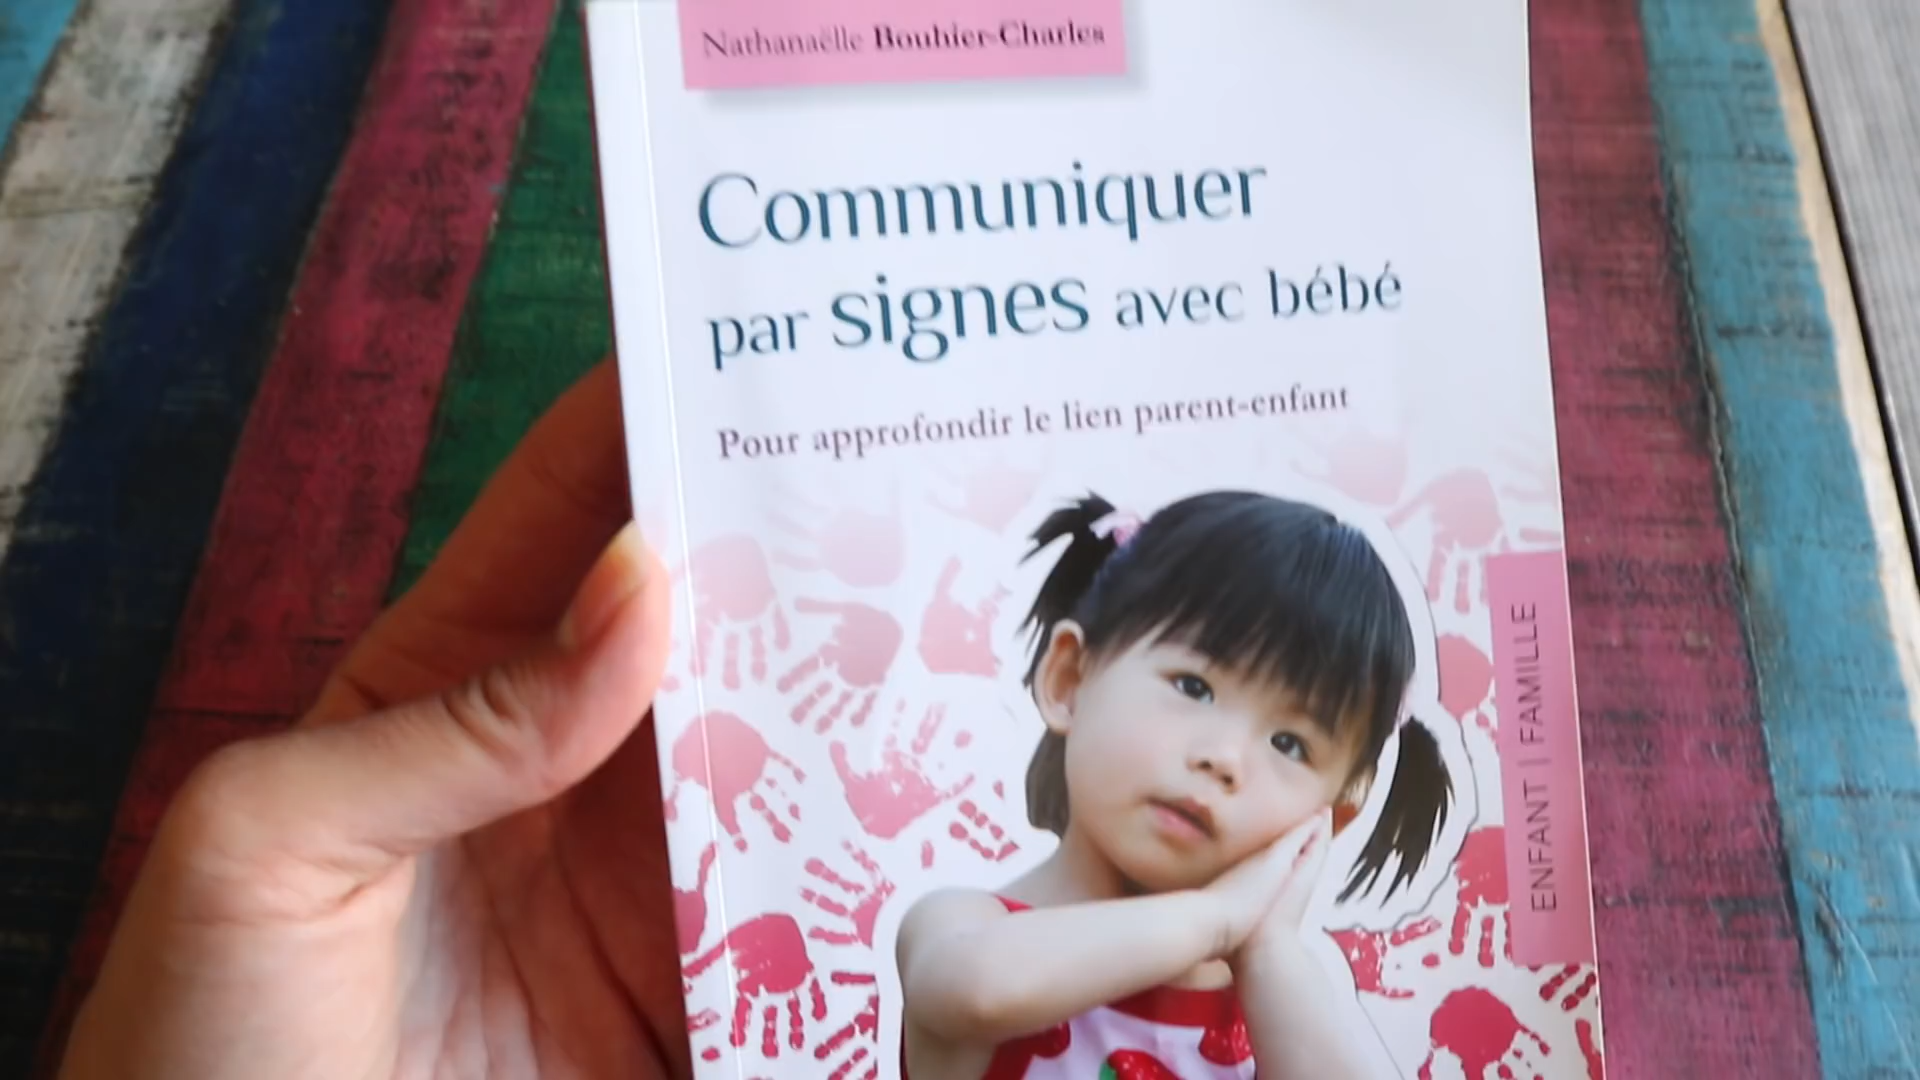 Nathanaëlle Bouhier-Charles
Communiquer
par signes avec bébé
Pour approfondir le lien parent-enfant
ENFANT | FAMILLE